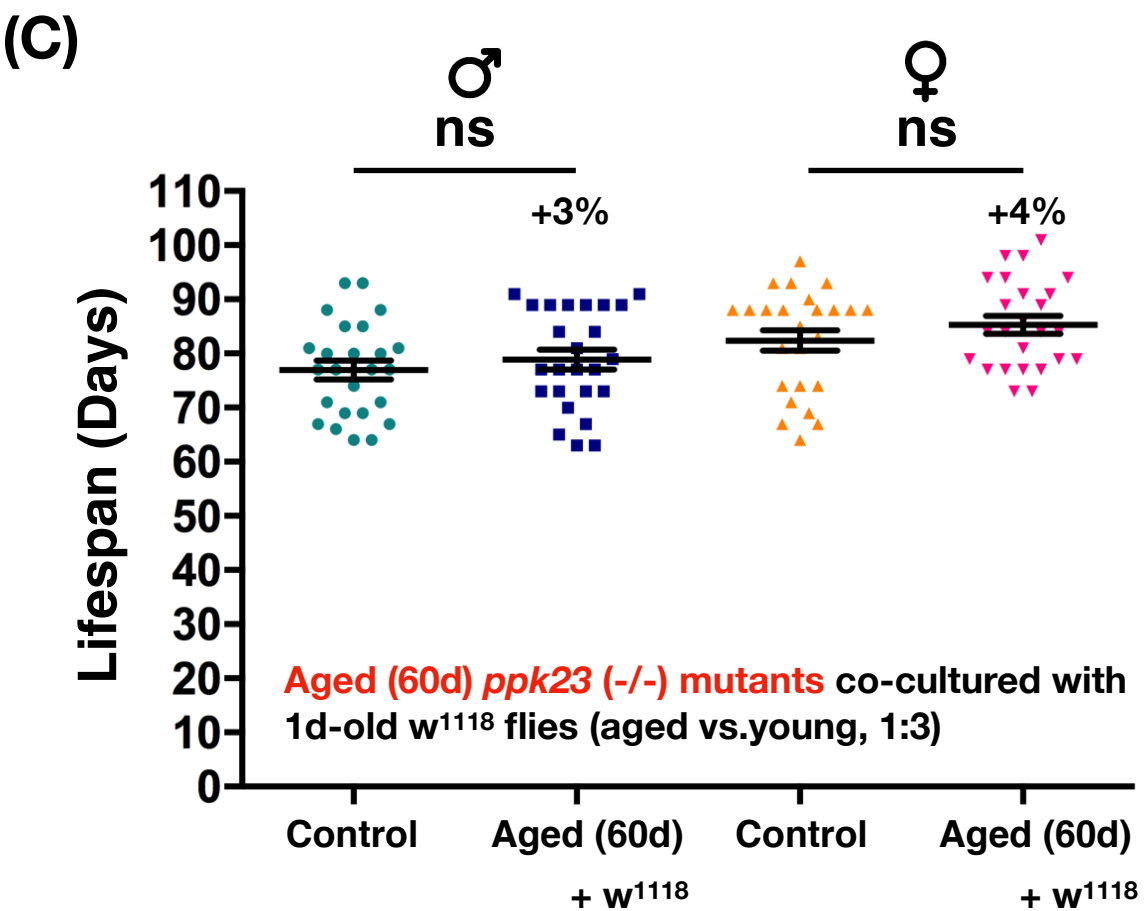 (C)
♂ ♀
ns ns
+3% +4%
110
100
90
80
70
60
50
40
30
20
10
0
Lifespan (Days)
Aged (60d) ppk23 (-/-) mutants co-cultured with
1d-old w¹¹¹⁸ flies (aged vs.young, 1:3)
Control Aged (60d) Control Aged (60d)
+ w¹¹¹⁸ + w¹¹¹⁸